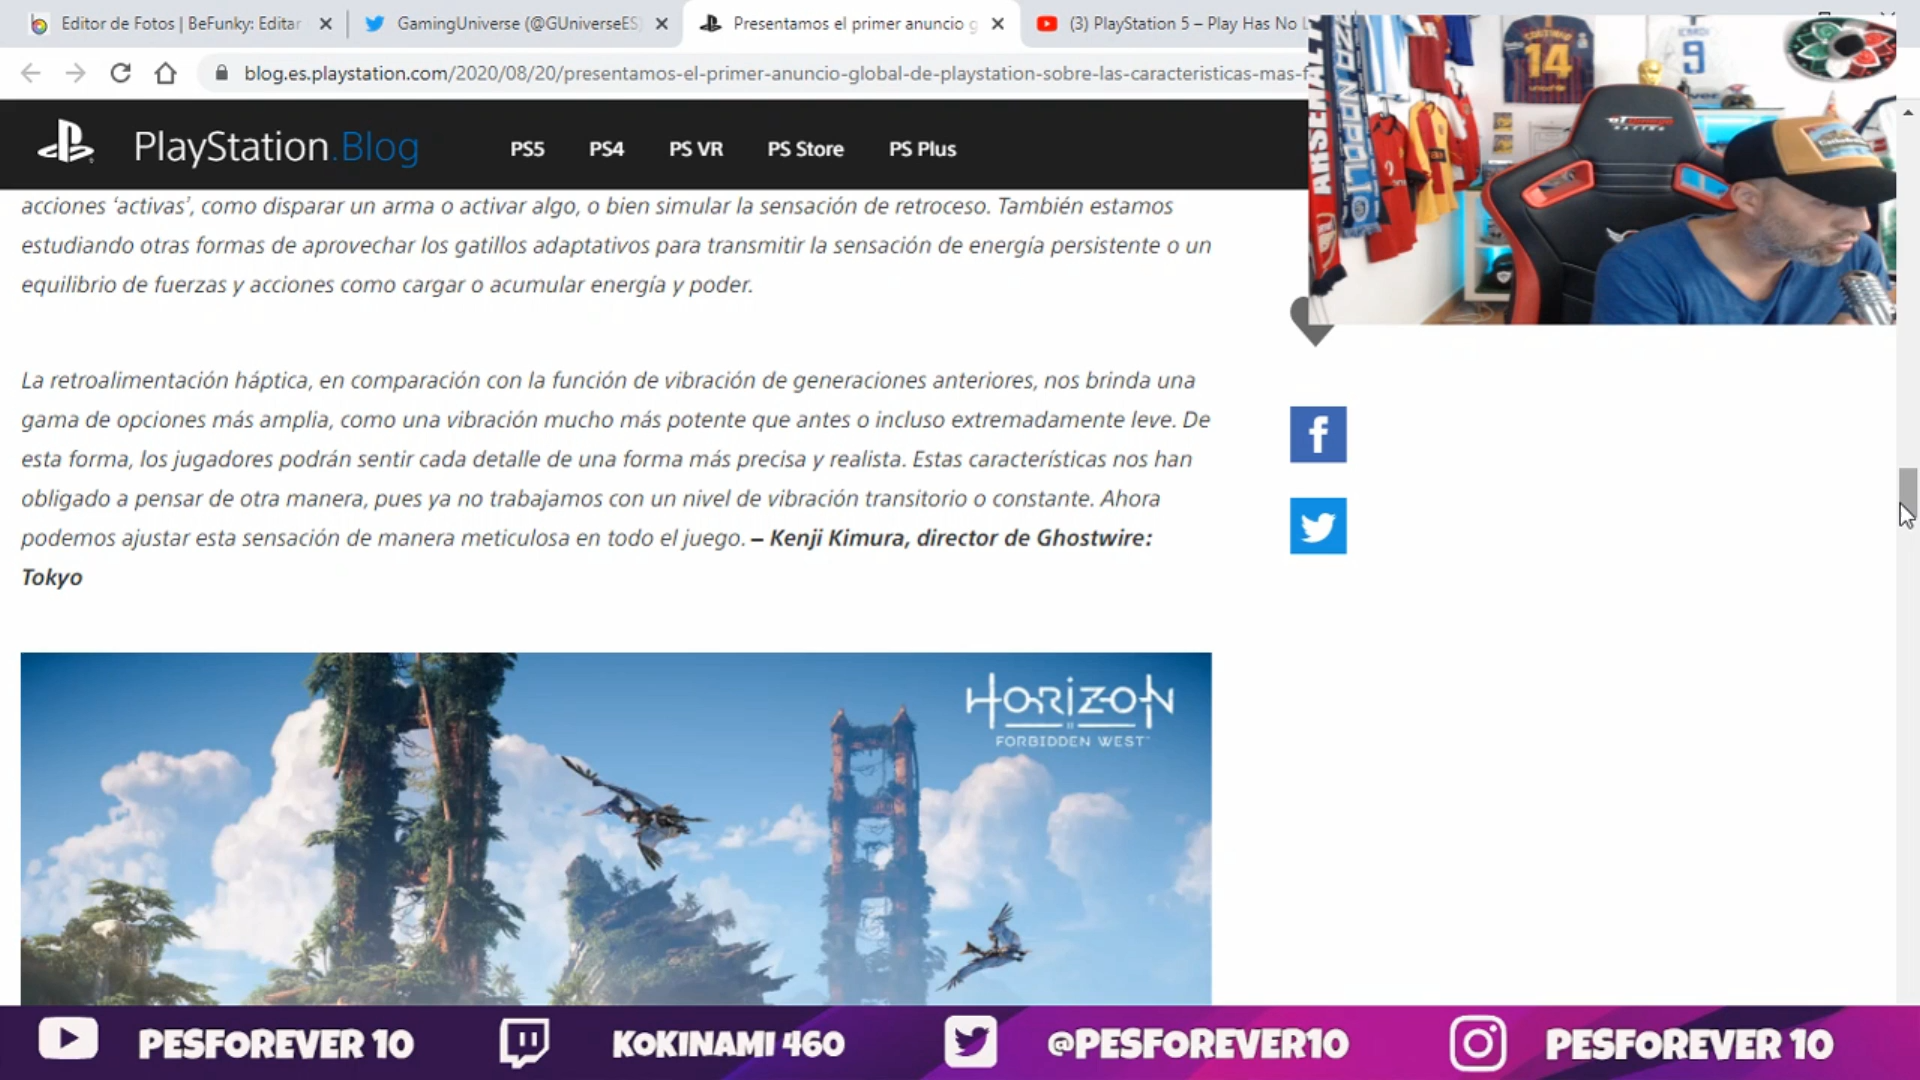 Editor de Fotos | BeFunky: Editar
GamingUniverse (@GUniverseES
Presentamos el primer anuncio g
(3) PlayStation 5 – Play Has No L
blog.es.playstation.com/2020/08/20/presentamos-el-primer-anuncio-global-de-playstation-sobre-las-caracteristicas-mas-f
PlayStation.Blog
PS5
PS4
PS VR
PS Store
PS Plus
acciones ‘activas’, como disparar un arma o activar algo, o bien simular la sensación de retroceso. También estamos
estudiando otras formas de aprovechar los gatillos adaptativos para transmitir la sensación de energía persistente o un
equilibrio de fuerzas y acciones como cargar o acumular energía y poder.
La retroalimentación háptica, en comparación con la función de vibración de generaciones anteriores, nos brinda una
gama de opciones más amplia, como una vibración mucho más potente que antes o incluso extremadamente leve. De
esta forma, los jugadores podrán sentir cada detalle de una forma más precisa y realista. Estas características nos han
obligado a pensar de otra manera, pues ya no trabajamos con un nivel de vibración transitorio o constante. Ahora
podemos ajustar esta sensación de manera meticulosa en todo el juego. – Kenji Kimura, director de Ghostwire:
Tokyo
HORIZON
FORBIDDEN WEST
ARSENAL
NAPOLI
14
9
PESFOREVER 10
KOKINAMI 460
@PESFOREVER10
PESFOREVER 10